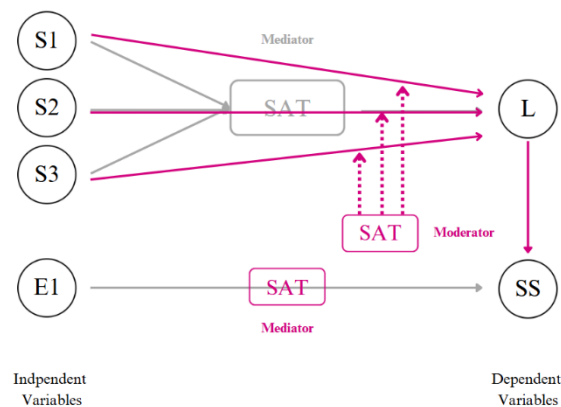 S1
Mediator
S2
SAT
L
S3
SAT
Moderator
E1
SAT
SS
Mediator
Indpendent
Variables
Dependent
Variables